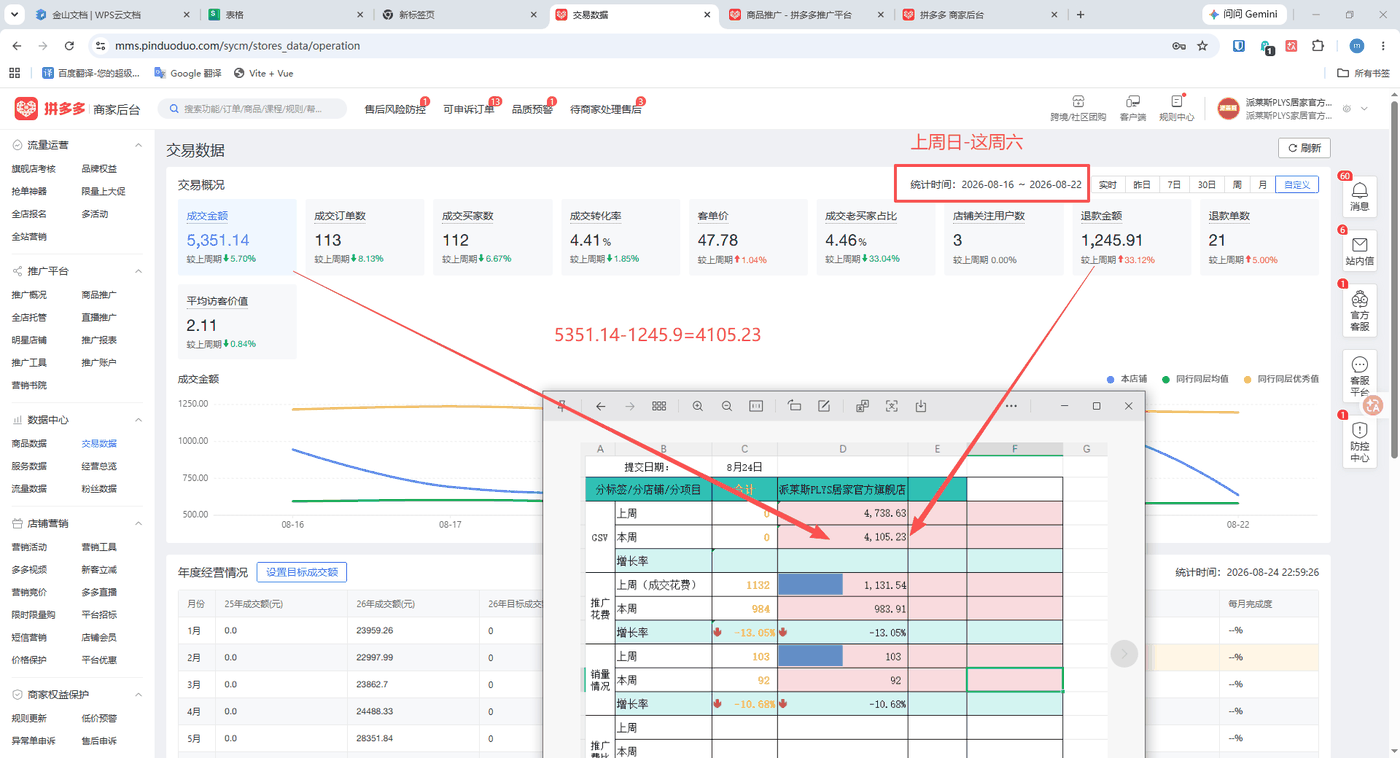 金山文档 | WPS云文档
表格
新标签页
交易数据
商品推广 - 拼多多推广平台
拼多多 商家后台
问问 Gemini
mms.pinduoduo.com/sycm/stores_data/operation
百度翻译-您的超级...
Google 翻译
Vite + Vue
所有书签
拼多多 商家后台
搜索功能/订单/商品/课程/规则/帮...
售后风险防控 1
可申诉订单 13
品质预警 1
待商家处理售后 3
跨境/社区团购
客户端
规则中心
派莱斯PLYS居家官方...
派莱斯PLYS家居官方...
流量运营
旗舰店考核 品牌权益
抢单神器 限量上大促
全店报名 多活动
全站营销
推广平台
推广概况 商品推广
全店托管 直播推广
明星店铺 推广报表
推广工具 推广账户
营销书院
数据中心
商品数据 交易数据
服务数据 经营总览
流量数据 粉丝数据
店铺营销
营销活动 营销工具
多多视频 新客立减
营销竞价 多多直播
限时限量购 平台招标
短信营销 店铺会员
价格保护 平台优惠
商家权益保护
规则更新 低价预警
异常单申诉 售后申诉
交易数据
上周日-这周六
刷新
交易概况
统计时间: 2026-08-16 ~ 2026-08-22
实时 昨日 7日 30日 周 月 自定义
成交金额
5,351.14
较上周期 5.70%
成交订单数
113
较上周期 8.13%
成交买家数
112
较上周期 6.67%
成交转化率
4.41%
较上周期 1.85%
客单价
47.78
较上周期 1.04%
成交老买家占比
4.46%
较上周期 33.04%
店铺关注用户数
3
较上周期 0.00%
退款金额
1,245.91
较上周期 33.12%
退款单数
21
较上周期 5.00%
平均访客价值
2.11
较上周期 0.84%
5351.14-1245.9=4105.23
成交金额
本店铺 同行同层均值 同行同层优秀值
1250.00
1000.00
750.00
500.00
08-16 08-17 08-22
年度经营情况 设置目标成交额
统计时间: 2026-08-24 22:59:26
月份 25年成交额(元) 26年成交额(元) 26年目标成交 每月完成度
1月 0.0 23959.26 0 --%
2月 0.0 22997.99 0 --%
3月 0.0 23862.7 0 --%
4月 0.0 24488.33 0 --%
5月 0.0 28351.84 0 --%
A B C D E F G
提交日期: 8月24日
分标签/分店铺/分项目 合计 派莱斯PLYS居家官方旗舰店
GSV
上周 0 4,738.63
本周 0 4,105.23
增长率
推广花费
上周（成交花费） 1132 1,131.54
本周 984 983.91
增长率 -13.05% -13.05%
销量情况
上周 103 103
本周 92 92
增长率 -10.68% -10.68%
推广
上周
本周
60
消息
6
站内信
1
官方客服
客服平台
1
防控中心